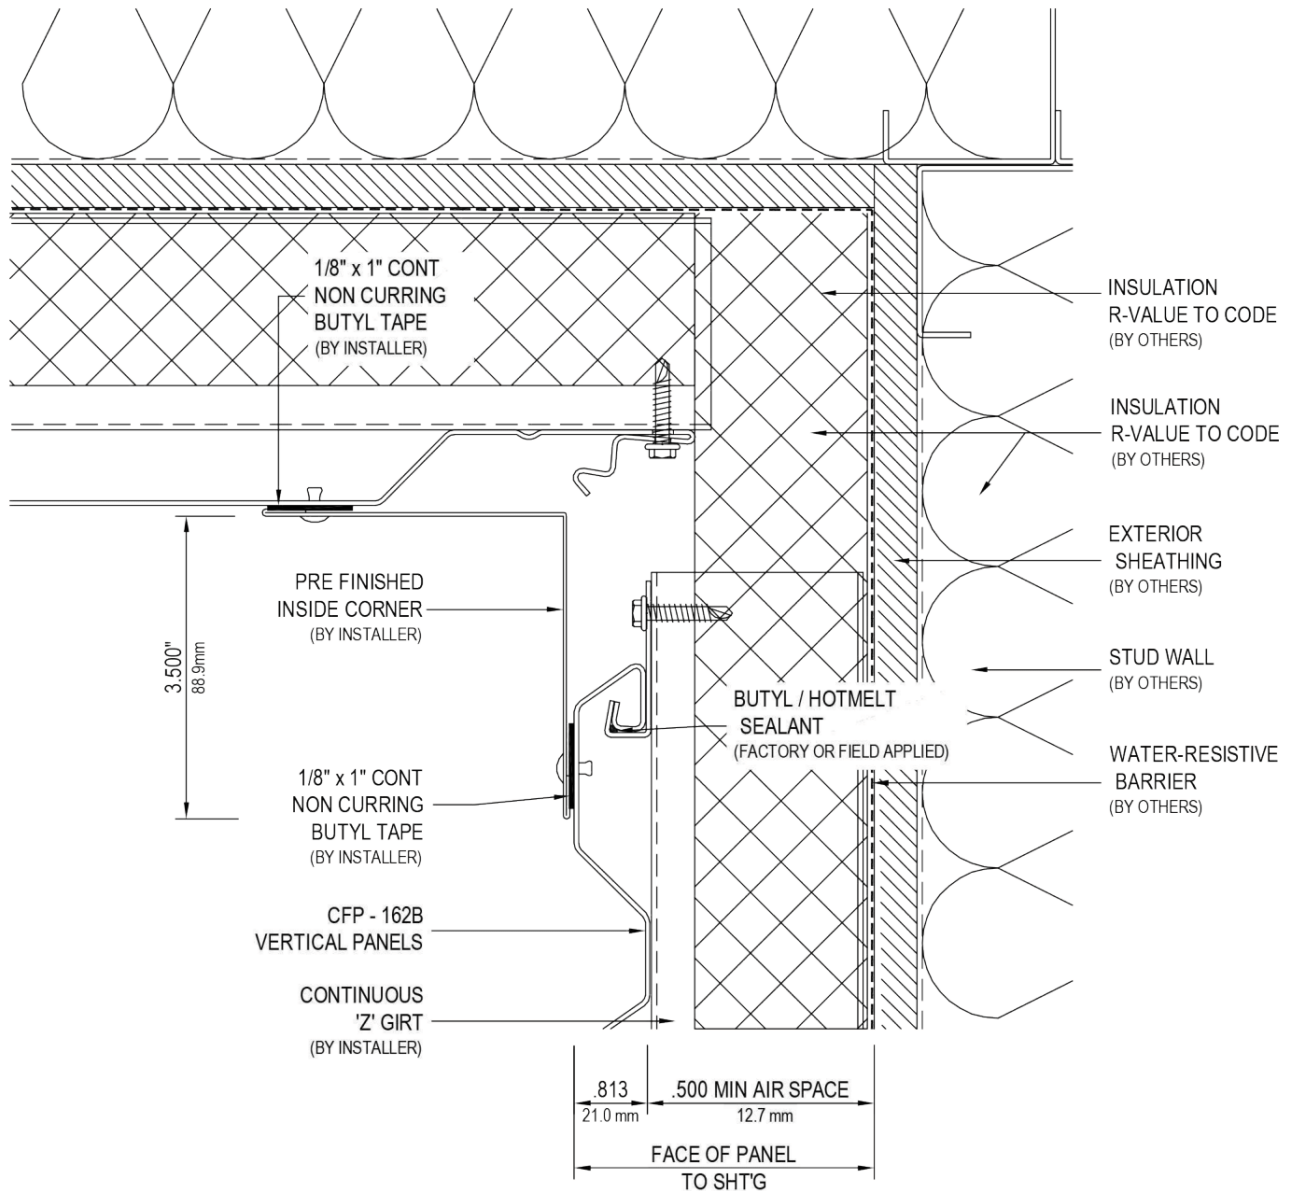 1/8" x 1" CONT
NON CURRING
BUTYL TAPE
(BY INSTALLER)
INSULATION
R-VALUE TO CODE
(BY OTHERS)
INSULATION
R-VALUE TO CODE
(BY OTHERS)
EXTERIOR
SHEATHING
(BY OTHERS)
PRE FINISHED
INSIDE CORNER
(BY INSTALLER)
3.500"
88.9mm
STUD WALL
(BY OTHERS)
BUTYL / HOTMELT
SEALANT
(FACTORY OR FIELD APPLIED)
WATER-RESISTIVE
BARRIER
(BY OTHERS)
1/8" x 1" CONT
NON CURRING
BUTYL TAPE
(BY INSTALLER)
CFP - 162B
VERTICAL PANELS
CONTINUOUS
'Z' GIRT
(BY INSTALLER)
.813
21.0 mm
.500 MIN AIR SPACE
12.7 mm
FACE OF PANEL
TO SHT'G